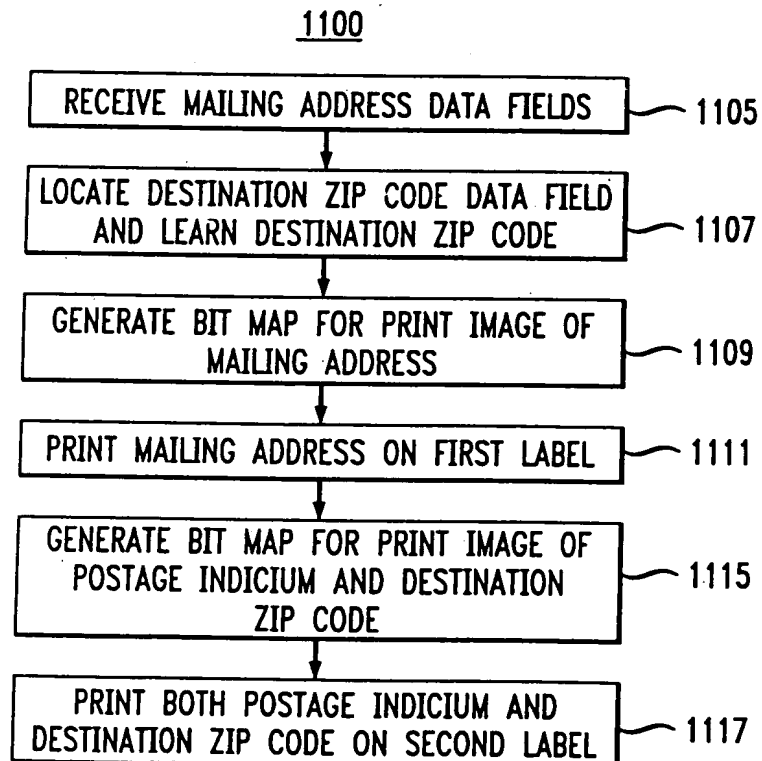 1100
RECEIVE MAILING ADDRESS DATA FIELDS
1105
LOCATE DESTINATION ZIP CODE DATA FIELD
AND LEARN DESTINATION ZIP CODE
1107
GENERATE BIT MAP FOR PRINT IMAGE OF
MAILING ADDRESS
1109
PRINT MAILING ADDRESS ON FIRST LABEL
1111
GENERATE BIT MAP FOR PRINT IMAGE OF
POSTAGE INDICIUM AND DESTINATION
ZIP CODE
1115
PRINT BOTH POSTAGE INDICIUM AND
DESTINATION ZIP CODE ON SECOND LABEL
1117